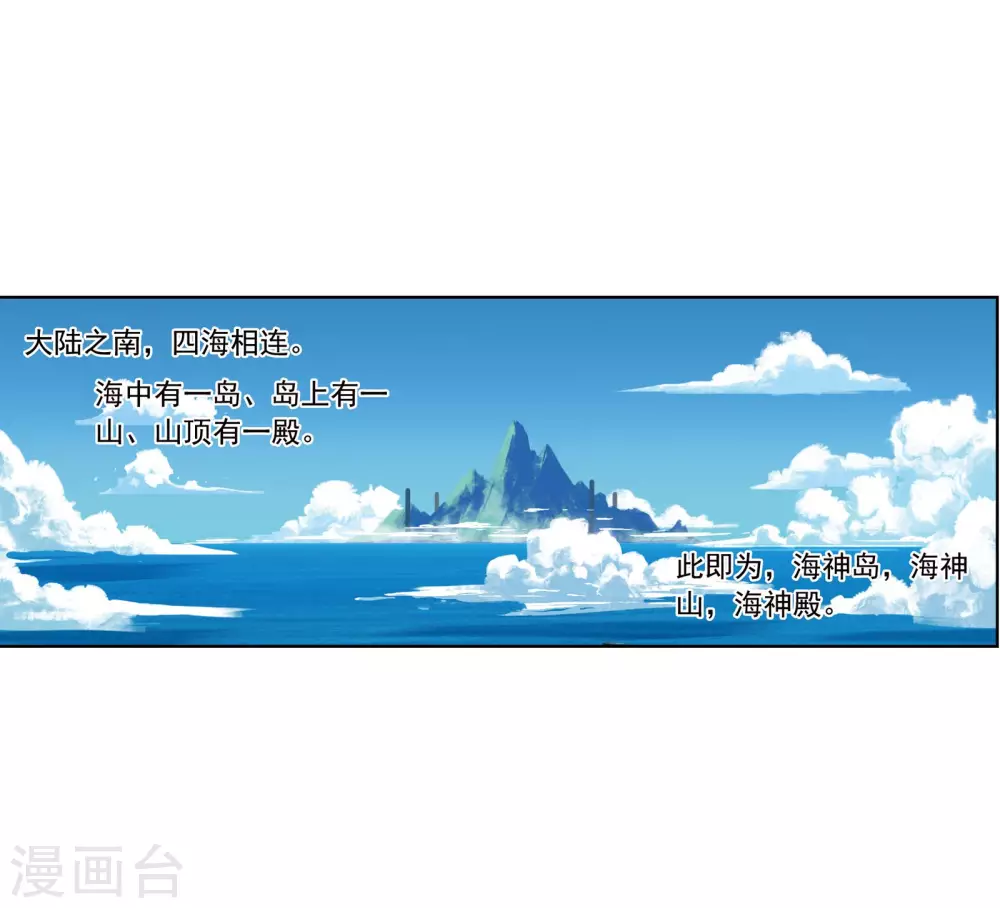 大陆之南，四海相连。
海中有一岛、岛上有一
山、山顶有一殿。
此即为，海神岛，海神
山，海神殿。
漫画台